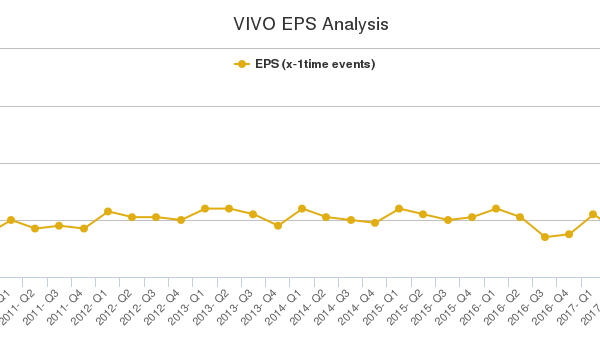 VIVO EPS Analysis
EPS (x-1time events)
Q1
2011- Q2
2011- Q3
2011- Q4
2012- Q1
2012- Q2
2012- Q3
2012- Q4
2013- Q1
2013- Q2
2013- Q3
2013- Q4
2014- Q1
2014- Q2
2014- Q3
2014- Q4
2015- Q1
2015- Q2
2015- Q3
2015- Q4
2016- Q1
2016- Q2
2016- Q3
2016- Q4
2017- Q1
2017